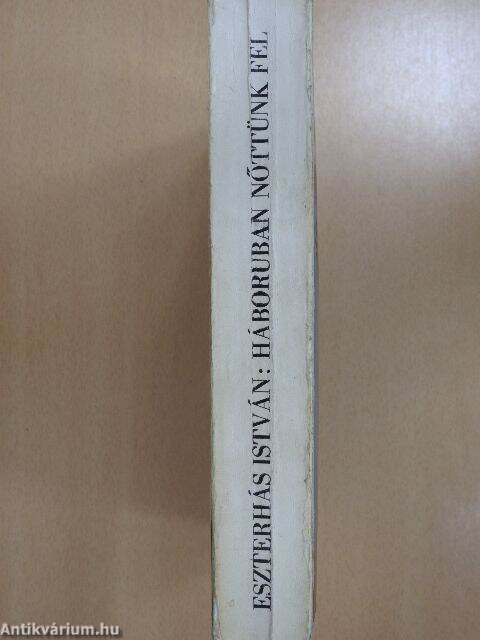 ESZTERHÁS ISTVÁN: HÁBORUBAN NŐTTÜNK FEL
Antikvárium.hu